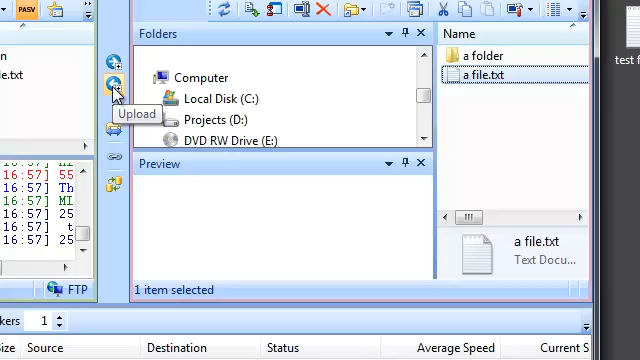 PASV
Folders
Name
n
a folder
le.txt
a file.txt
test f
Computer
Local Disk (C:)
Projects (D:)
DVD RW Drive (E:)
Upload
Preview
16:57] MI
16:57] 55
16:57] Th
16:57] MI
16:57] 25
16:57] t
16:57] 25
a file.txt
Text Docu...
FTP
1 item selected
kers 1
Size Source Destination Status Average Speed Current S